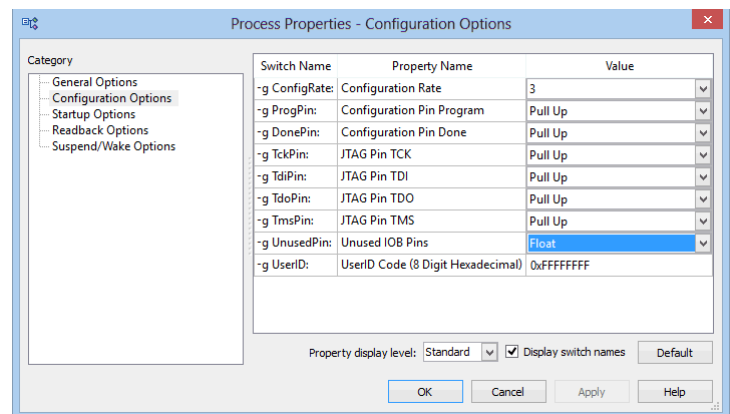 Process Properties - Configuration Options
Category
General Options
Configuration Options
Startup Options
Readback Options
Suspend/Wake Options
Switch Name Property Name Value
-g ConfigRate: Configuration Rate 3
-g ProgPin: Configuration Pin Program Pull Up
-g DonePin: Configuration Pin Done Pull Up
-g TckPin: JTAG Pin TCK Pull Up
-g TdiPin: JTAG Pin TDI Pull Up
-g TdoPin: JTAG Pin TDO Pull Up
-g TmsPin: JTAG Pin TMS Pull Up
-g UnusedPin: Unused IOB Pins Float
-g UserID: UserID Code (8 Digit Hexadecimal) 0xFFFFFFFF
Property display level: Standard Display switch names Default
OK Cancel Apply Help